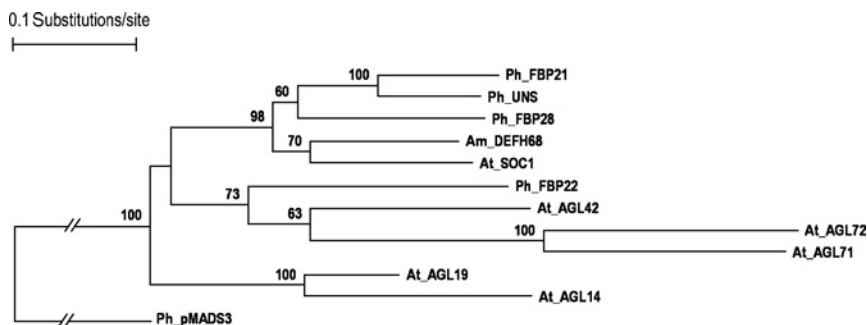 0.1 Substitutions/site
100 Ph_FBP21
60 Ph_UNS
Ph_FBP28
98
70 Am_DEFH68
At_SOC1
73 Ph_FBP22
63 At_AGL42
100 At_AGL72
At_AGL71
100
100 At_AGL19
At_AGL14
Ph_pMADS3